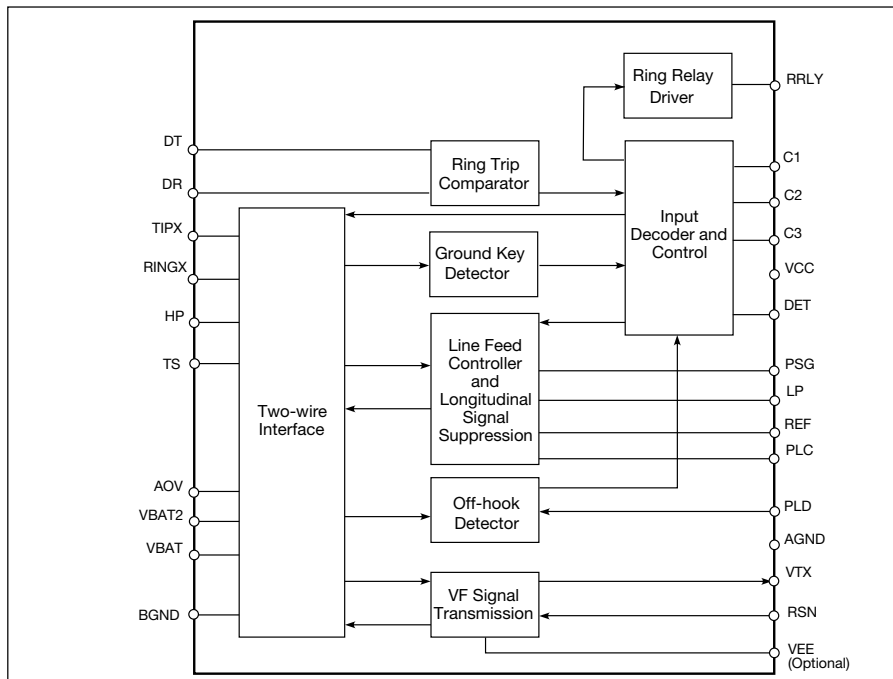 Ring Relay
Driver
RRLY
DT
Ring Trip
Comparator
C1
DR
C2
TIPX
Input
Decoder and
Control
C3
RINGX
Ground Key
Detector
VCC
HP
DET
TS
Line Feed
Controller
and
Longitudinal
Signal
Suppression
PSG
LP
Two-wire
Interface
REF
PLC
AOV
Off-hook
Detector
PLD
VBAT2
AGND
VBAT
VTX
VF Signal
Transmission
BGND
RSN
VEE
(Optional)